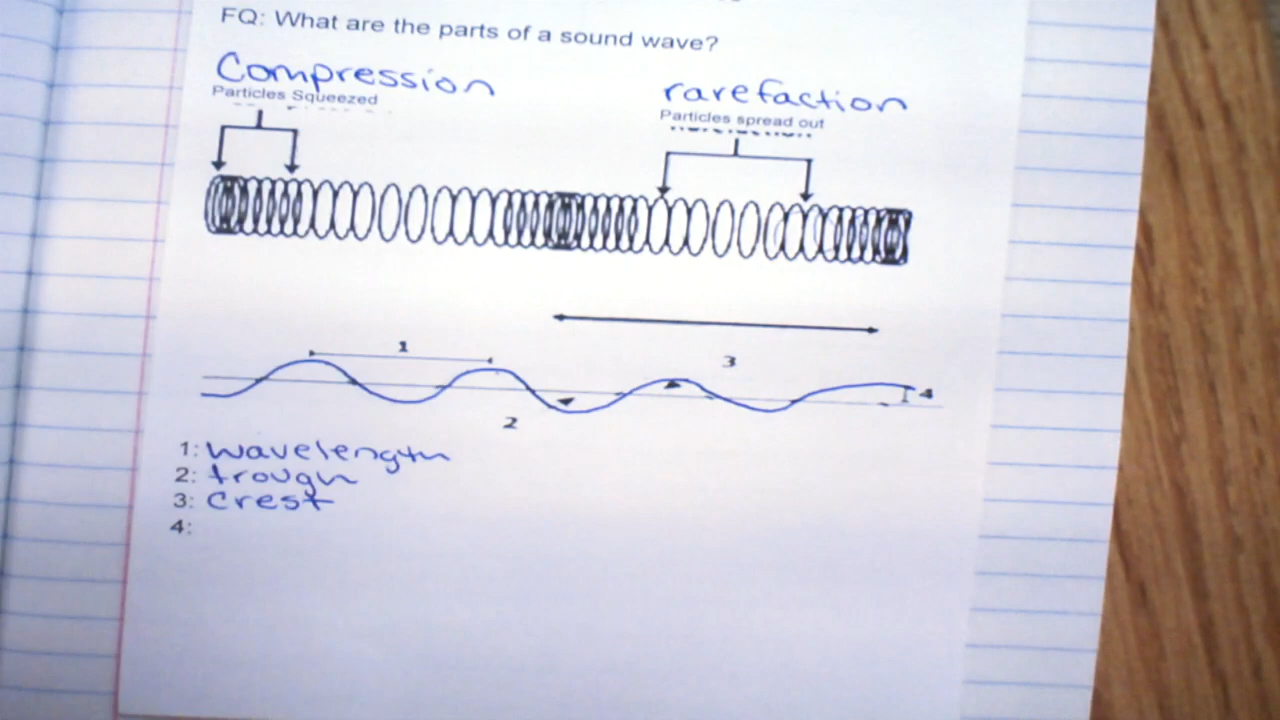 FQ: What are the parts of a sound wave?
Compression
Particles Squeezed
rarefaction
Particles spread out
1
3
4
2
1: wavelength
2: trough
3: Crest
4: